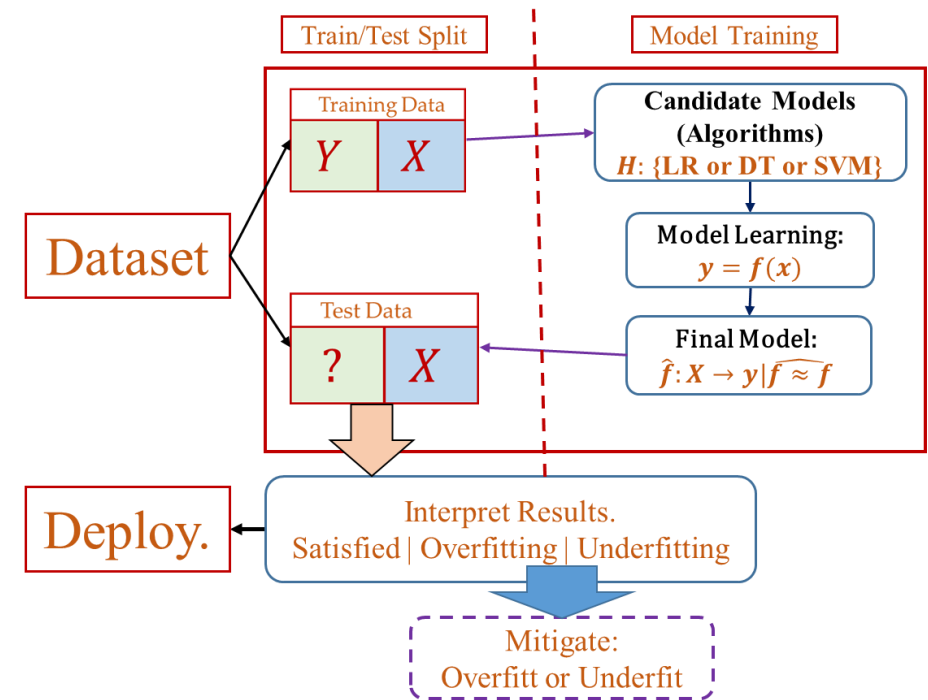 Train/Test Split
Model Training
Training Data
Y X
Candidate Models
(Algorithms)
H: {LR or DT or SVM}
Dataset
Model Learning:
y = f(x)
Test Data
? X
Final Model:
f̂: X → y|f̂ ≈ f
Deploy.
Interpret Results.
Satisfied | Overfitting | Underfitting
Mitigate:
Overfitt or Underfit